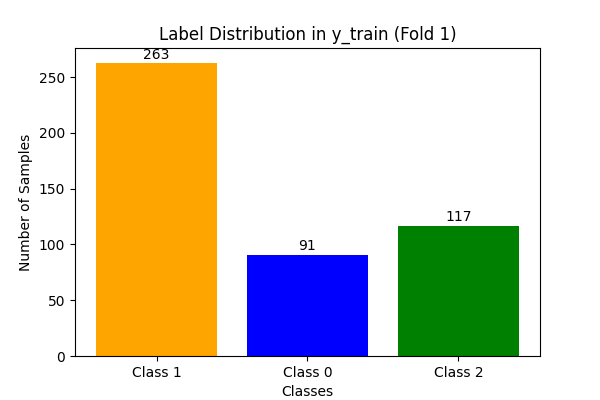 Label Distribution in y_train (Fold 1)
Number of Samples
250
200
150
100
50
0
263
91
117
Class 1
Class 0
Class 2
Classes